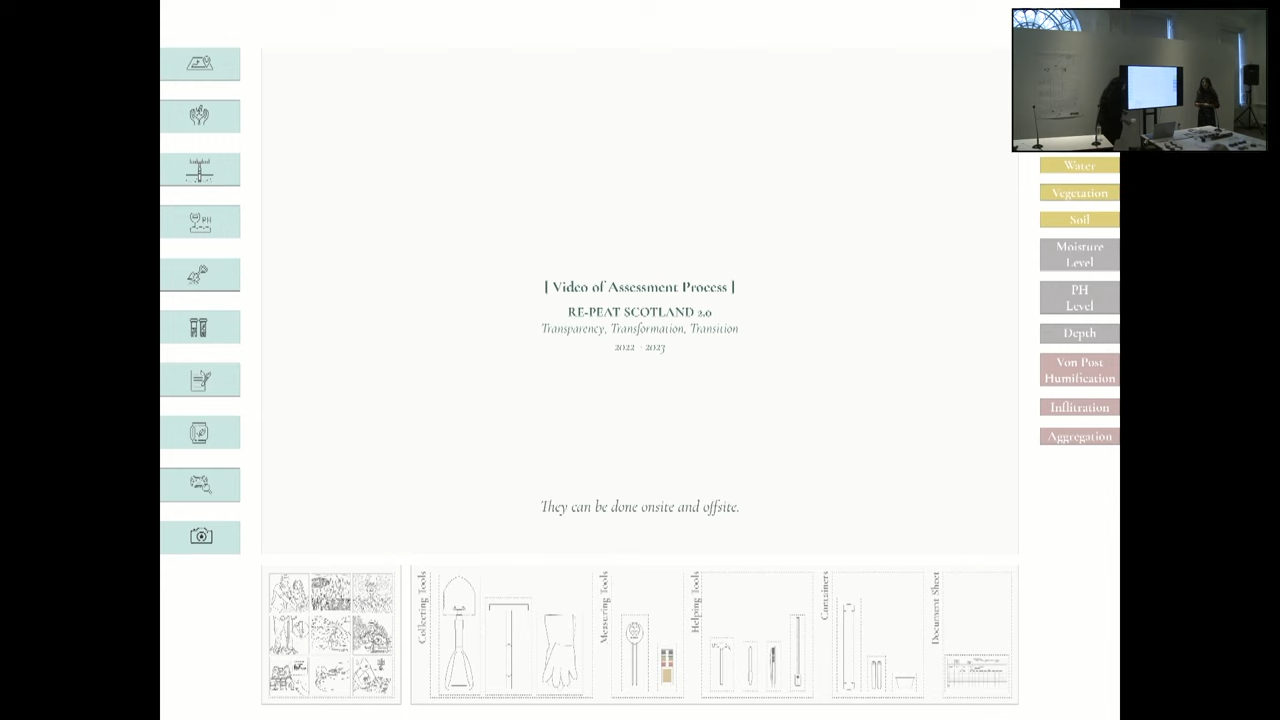 PH
Water
Vegetation
Soil
Moisture
Level
PH
Level
Depth
Von Post
Humification
Inflitration
Aggregation
[ Video of Assessment Process ]
RE-PEAT SCOTLAND 2.0
Transparency, Transformation, Transition
2022 - 2023
They can be done onsite and offsite.
Collecting Tools
Measuring Tools
Helping Tools
Containers
Document Sheet